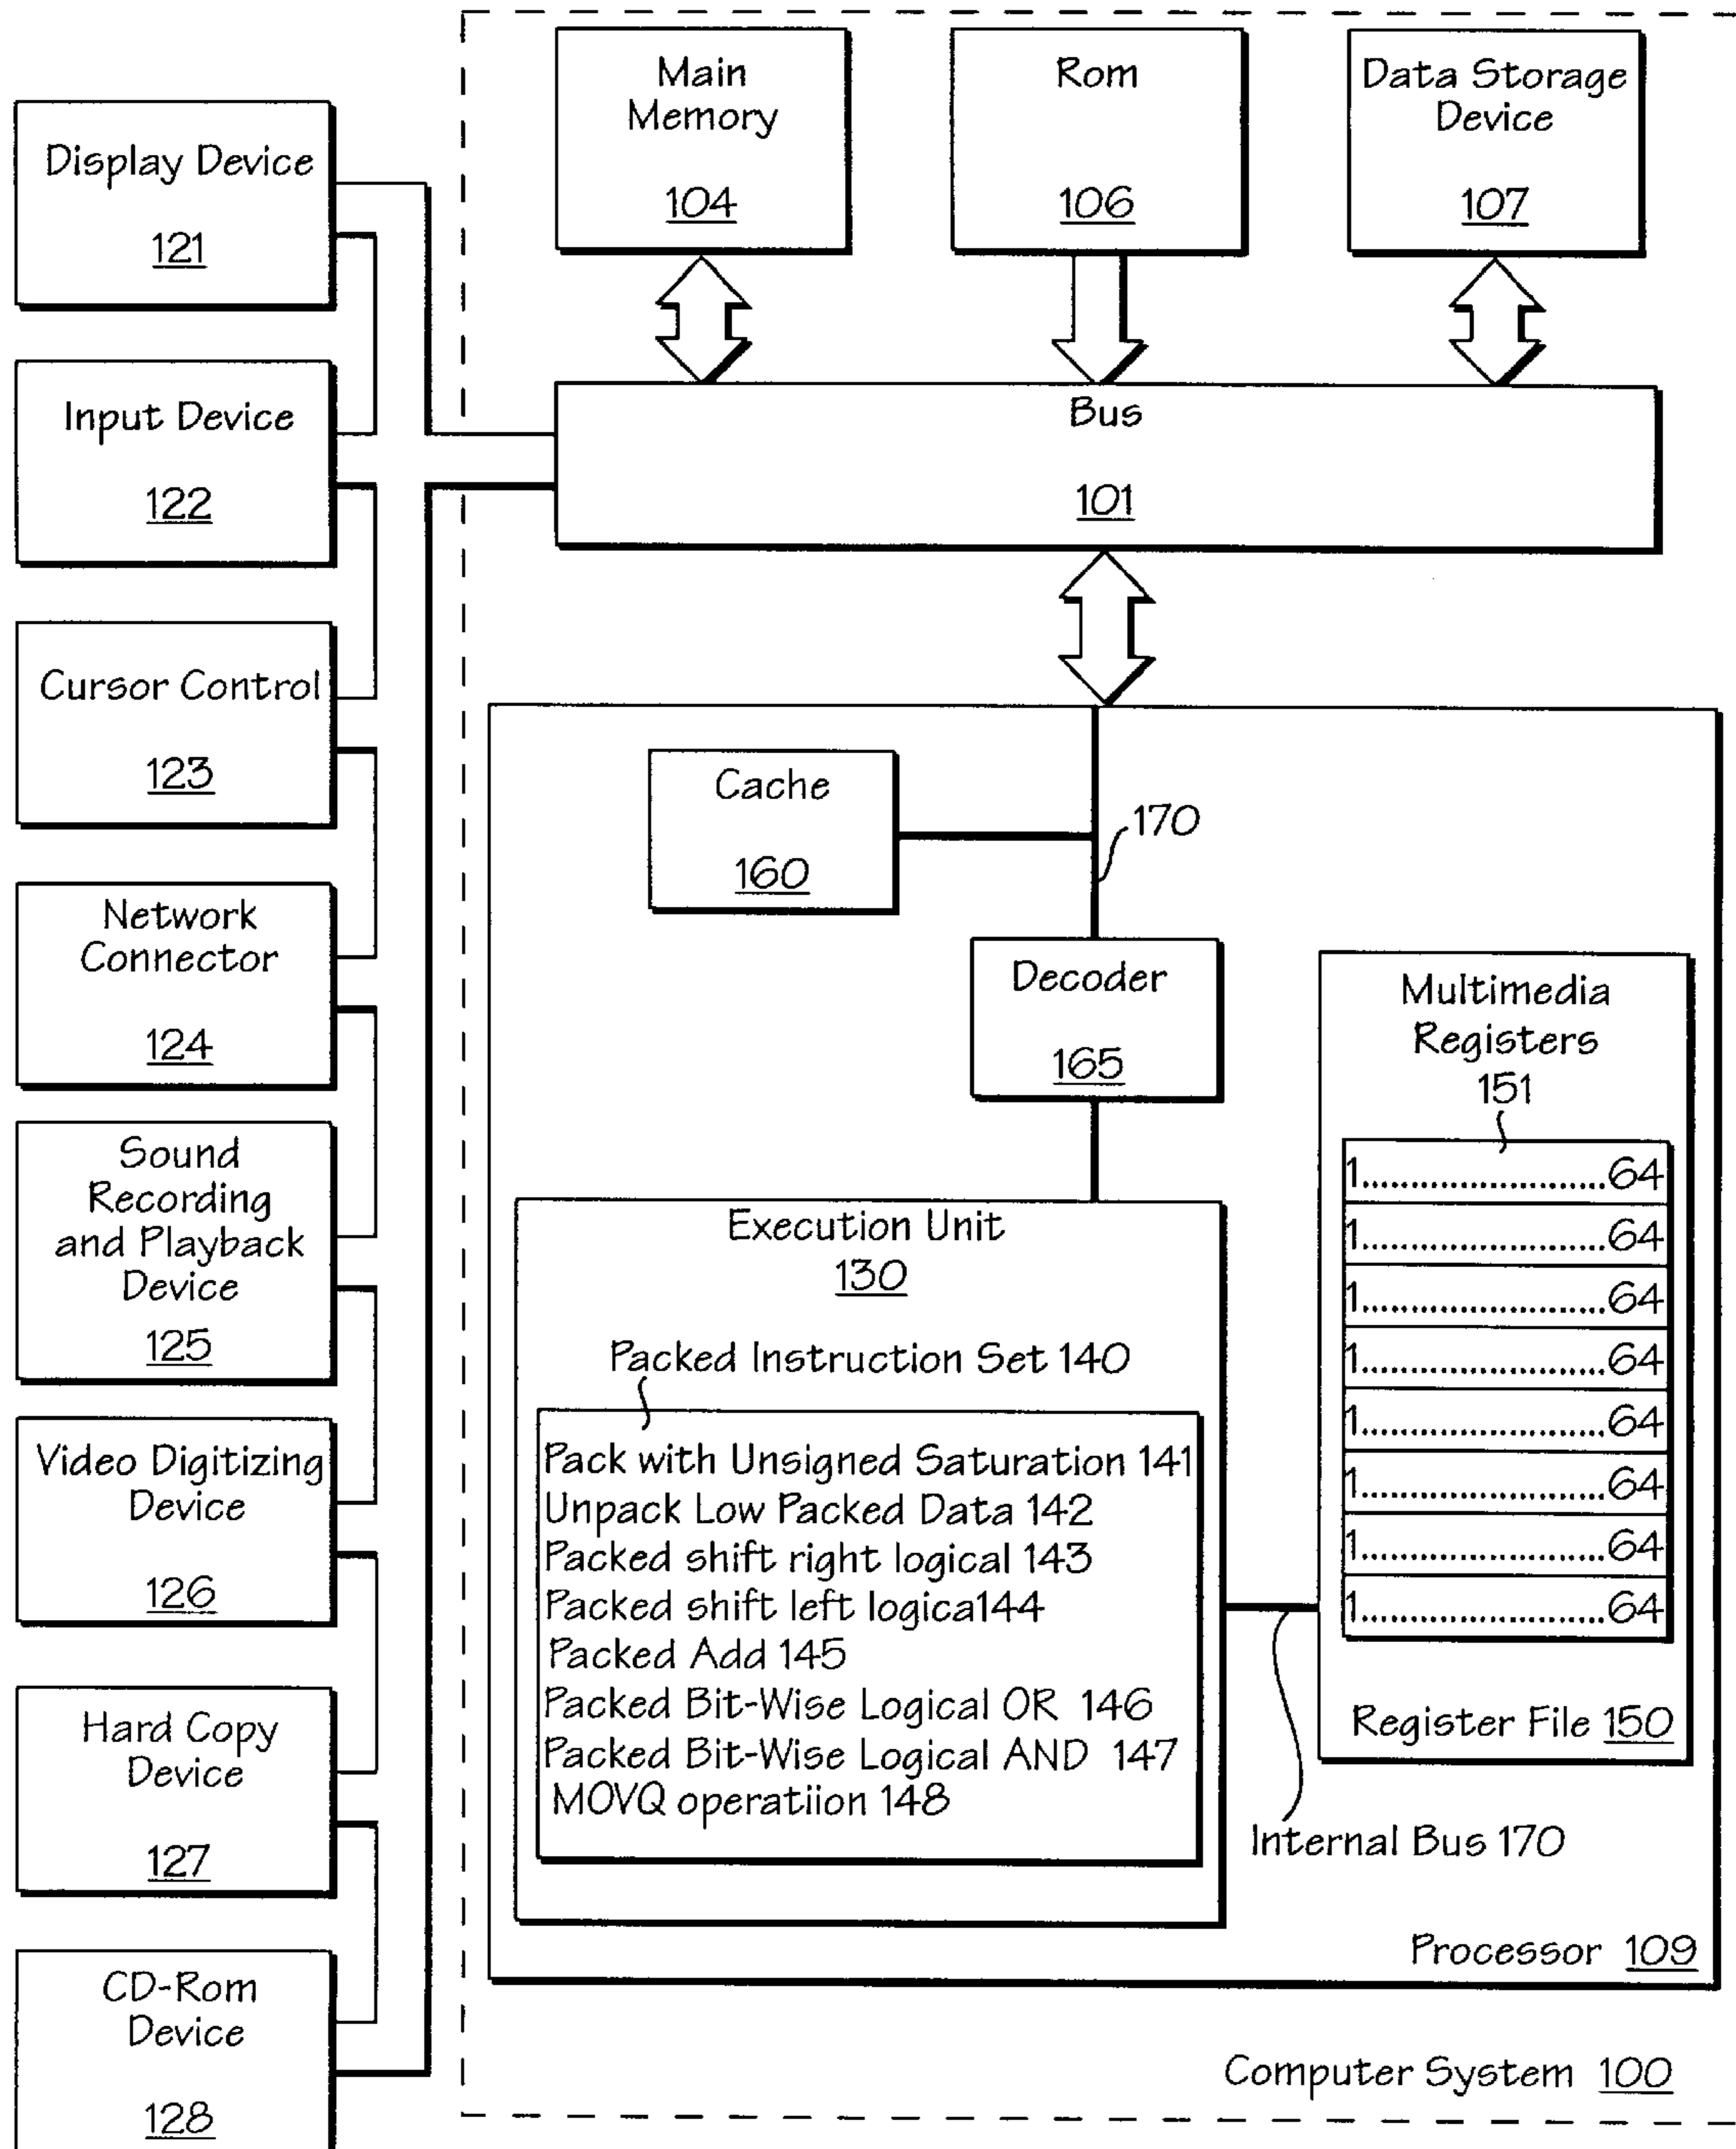 Main
Memory
104
Rom
106
Data Storage
Device
107
Display Device
121
Input Device
122
Cursor Control
123
Network
Connector
124
Sound
Recording
and Playback
Device
125
Video Digitizing
Device
126
Hard Copy
Device
127
CD-Rom
Device
128
Bus
101
Cache
160
170
Decoder
165
Multimedia
Registers
151
1..........................64
1..........................64
1..........................64
1..........................64
1..........................64
1..........................64
1..........................64
1..........................64
Register File 150
Execution Unit
130
Packed Instruction Set 140
Pack with Unsigned Saturation 141
Unpack Low Packed Data 142
Packed shift right logical 143
Packed shift left logica144
Packed Add 145
Packed Bit-Wise Logical OR 146
Packed Bit-Wise Logical AND 147
MOVQ operatiion 148
Internal Bus 170
Processor 109
Computer System 100